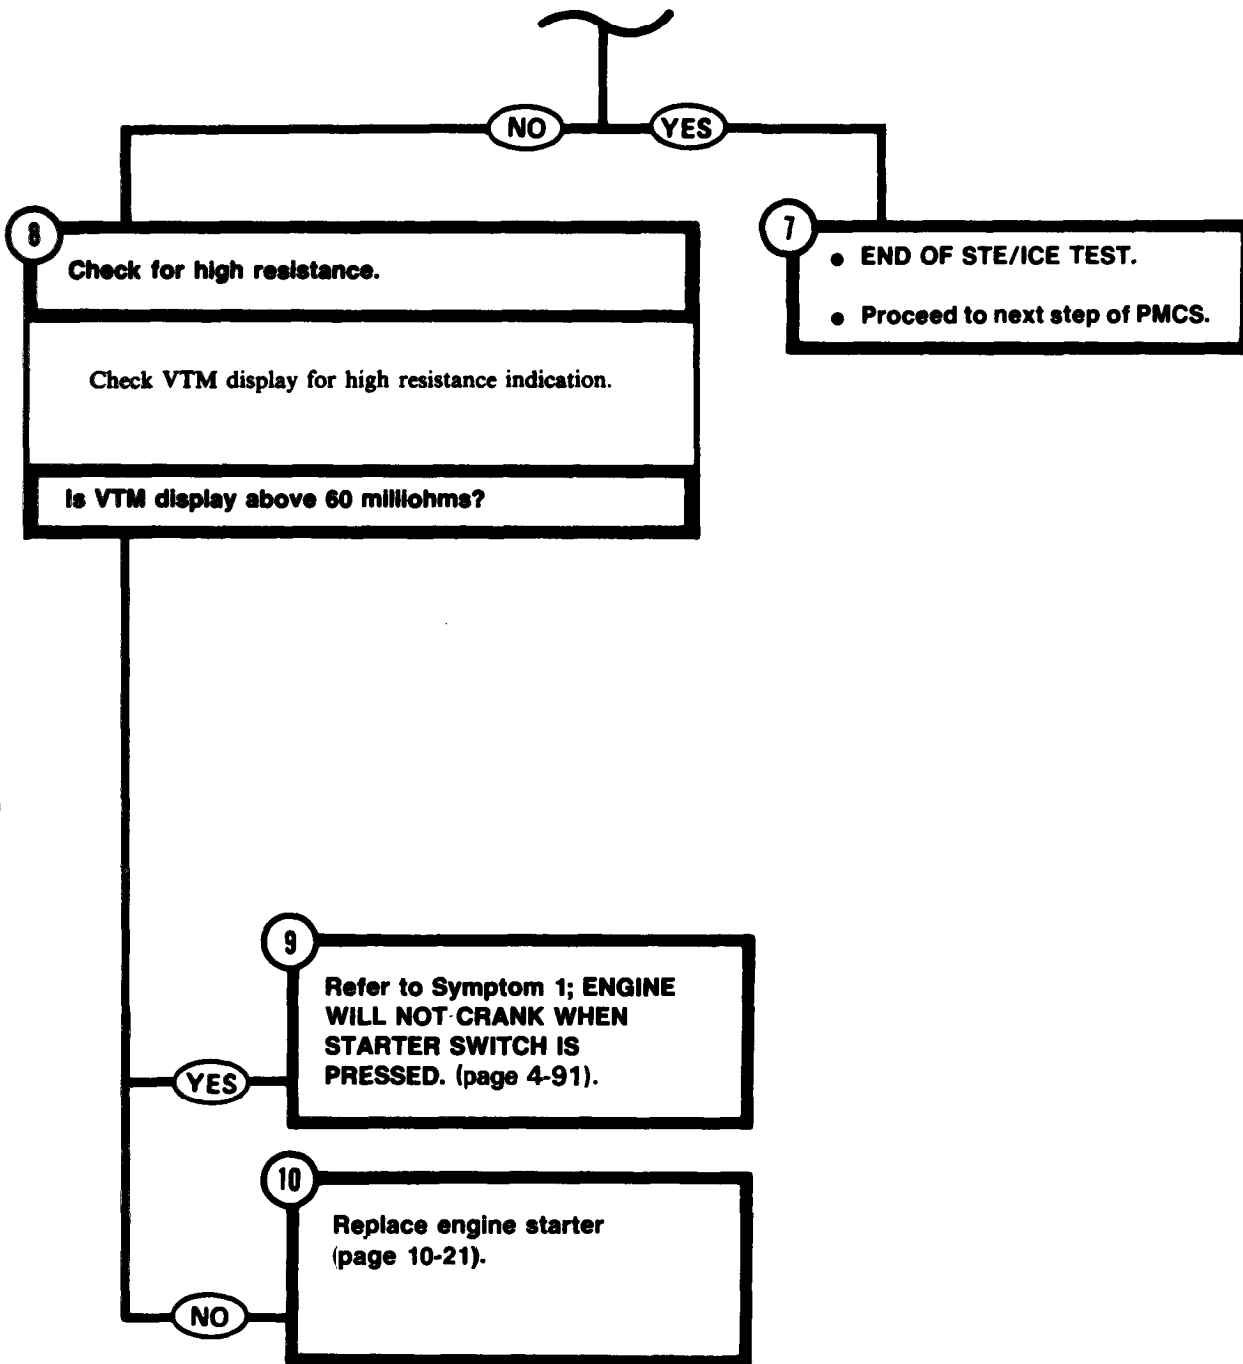 NO
YES
8
Check for high resistance.
Check VTM display for high resistance indication.
Is VTM display above 60 milliohms?
7
• END OF STE/ICE TEST.
• Proceed to next step of PMCS.
9
Refer to Symptom 1; ENGINE
WILL NOT CRANK WHEN
STARTER SWITCH IS
PRESSED. (page 4-91).
YES
10
Replace engine starter
(page 10-21).
NO